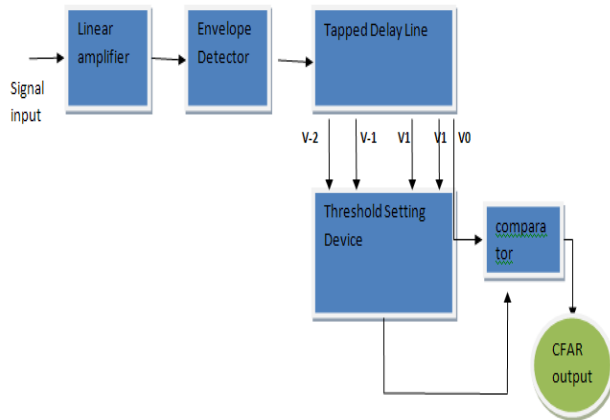 Linear
amplifier
Envelope
Detector
Tapped Delay Line
Signal
input
V-2
V-1
V1
V1
V0
Threshold Setting
Device
compara
tor
CFAR
output